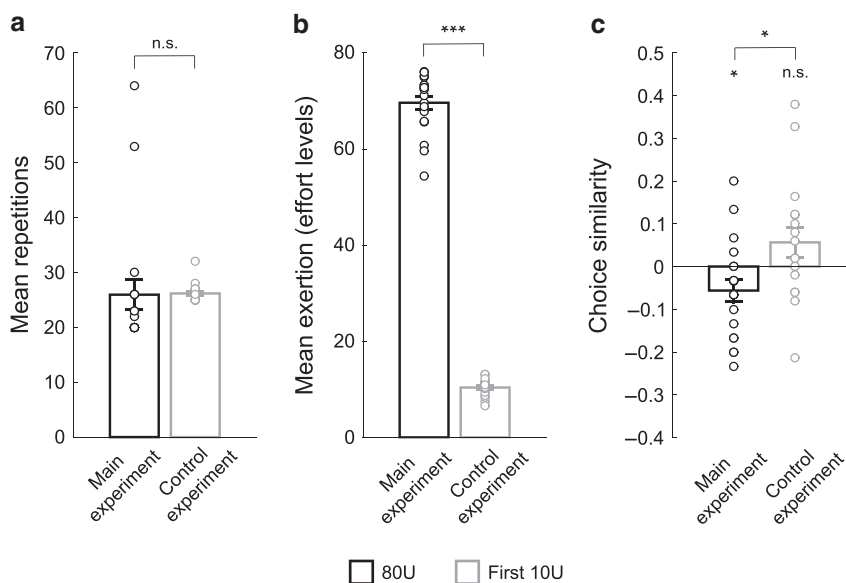 a
n.s.
Mean repetitions
70
60
50
40
30
20
10
0
Main experiment
Control experiment
b
***
Mean exertion (effort levels)
80
60
40
20
0
Main experiment
Control experiment
c
*
*
n.s.
Choice similarity
0.5
0.4
0.3
0.2
0.1
0
–0.1
–0.2
–0.3
–0.4
Main experiment
Control experiment
80U
First 10U